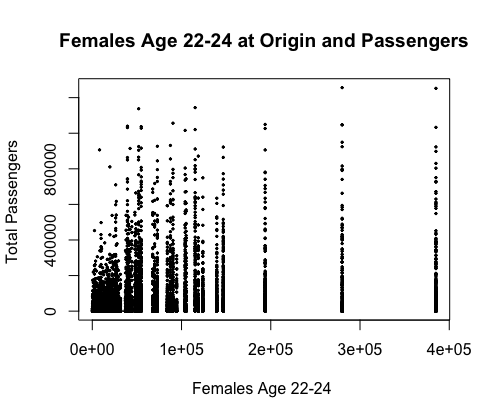 Females Age 22-24 at Origin and Passengers
Total Passengers
800000
400000
0
0e+00 1e+05 2e+05 3e+05 4e+05
Females Age 22-24